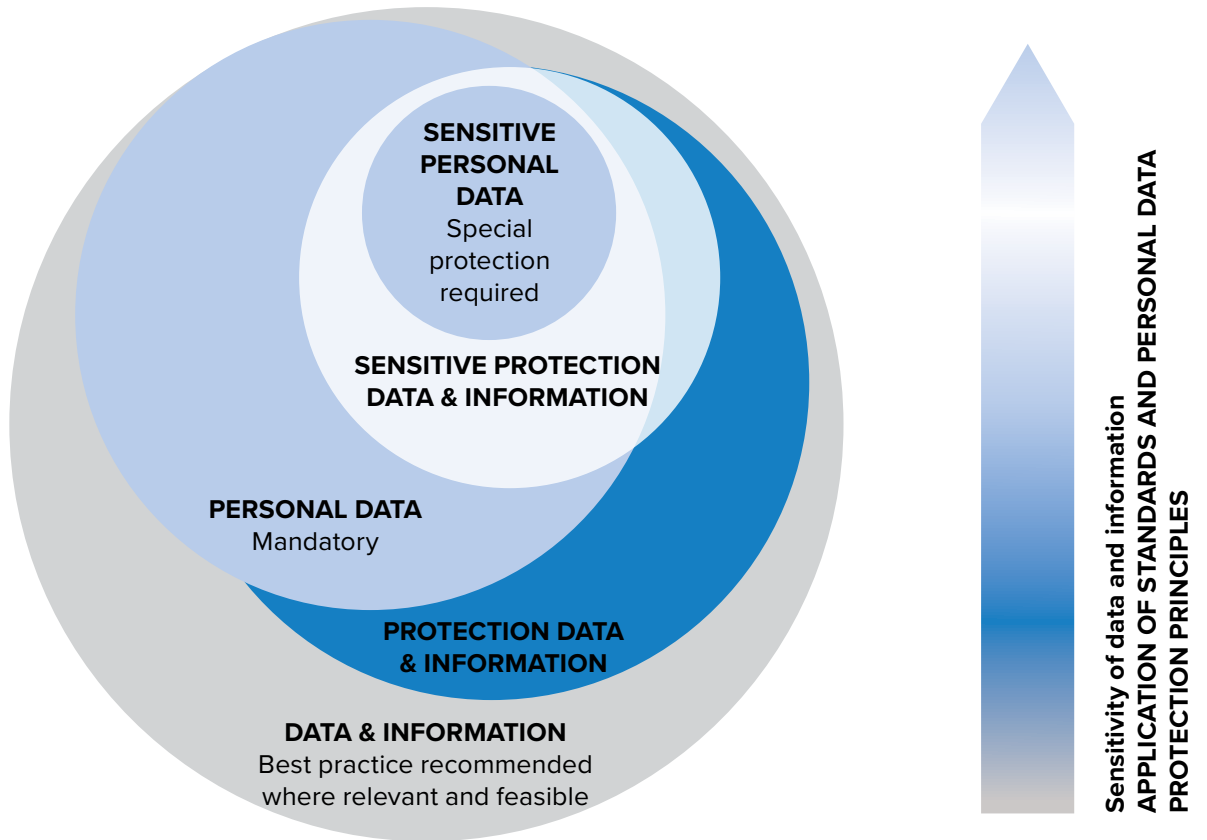 SENSITIVE
PERSONAL
DATA
Special
protection
required
SENSITIVE PROTECTION
DATA & INFORMATION
PERSONAL DATA
Mandatory
PROTECTION DATA
& INFORMATION
DATA & INFORMATION
Best practice recommended
where relevant and feasible
Sensitivity of data and information
APPLICATION OF STANDARDS AND PERSONAL DATA
PROTECTION PRINCIPLES